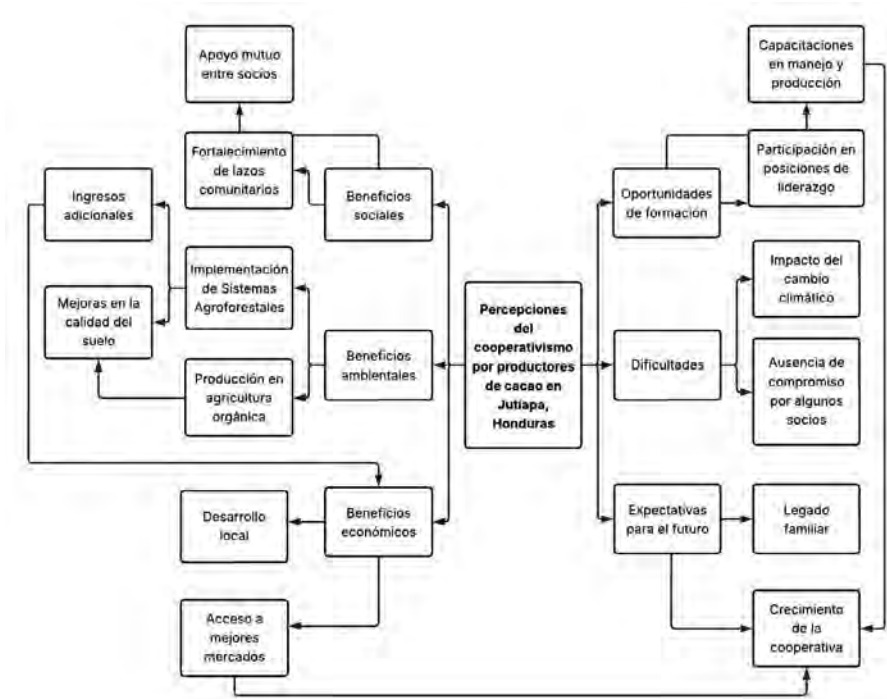 Apoyo mutuo
entre socios
Capacitaciones
en manejo y
producción
Fortalecimiento
de lazos
comunitarios
Participación en
posiciones de
liderazgo
Ingresos
adicionales
Beneficios
sociales
Oportunidades
de formación
Implementación
de Sistemas
Agroforestales
Impacto del
cambio
climático
Mejoras en la
calidad del
suelo
Percepciones
del
cooperativismo
por productores
de cacao en
Jutiapa,
Honduras
Beneficios
ambientales
Dificultades
Producción en
agricultura
orgánica
Ausencia de
compromiso
por algunos
socios
Desarrollo
local
Beneficios
económicos
Expectativas
para el futuro
Legado
familiar
Acceso a
mejores
mercados
Crecimiento
de la
cooperativa